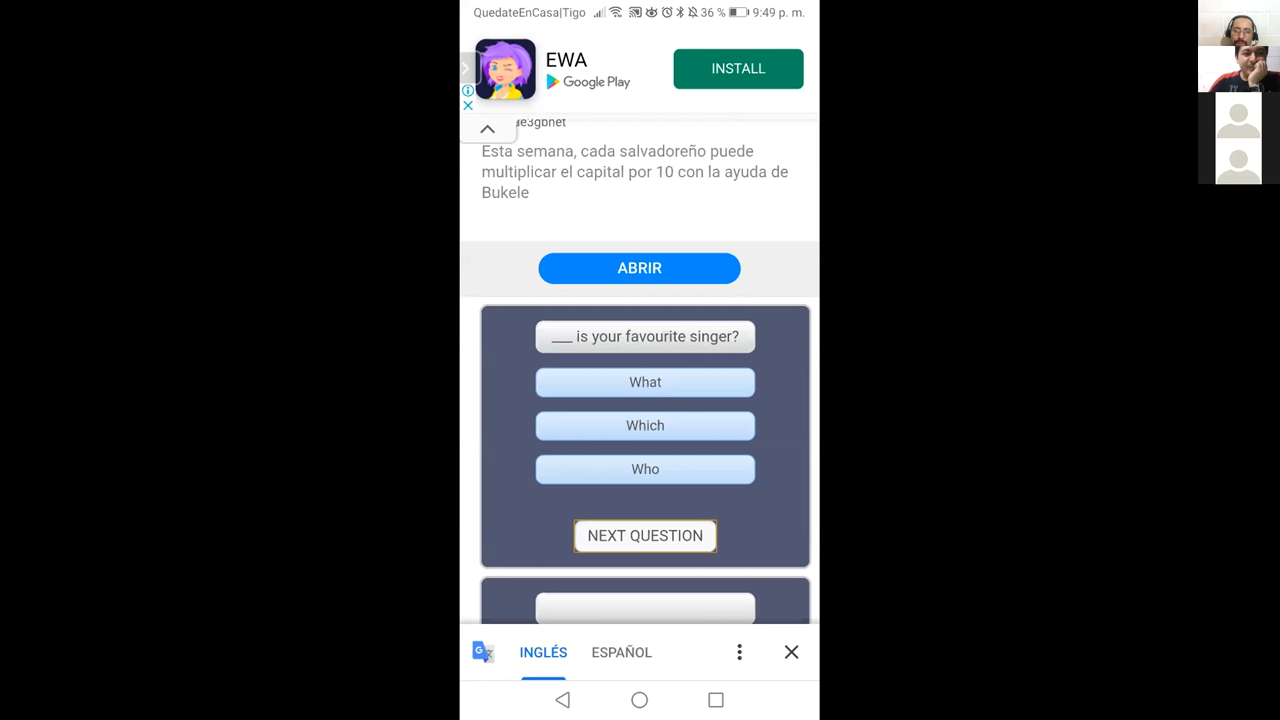 QuedateEnCasa|Tigo 36 % 9:49 p. m.
EWA
Google Play
INSTALL
de3gbnet
Esta semana, cada salvadoreño puede
multiplicar el capital por 10 con la ayuda de
Bukele
ABRIR
___ is your favourite singer?
What
Which
Who
NEXT QUESTION
INGLÉS ESPAÑOL